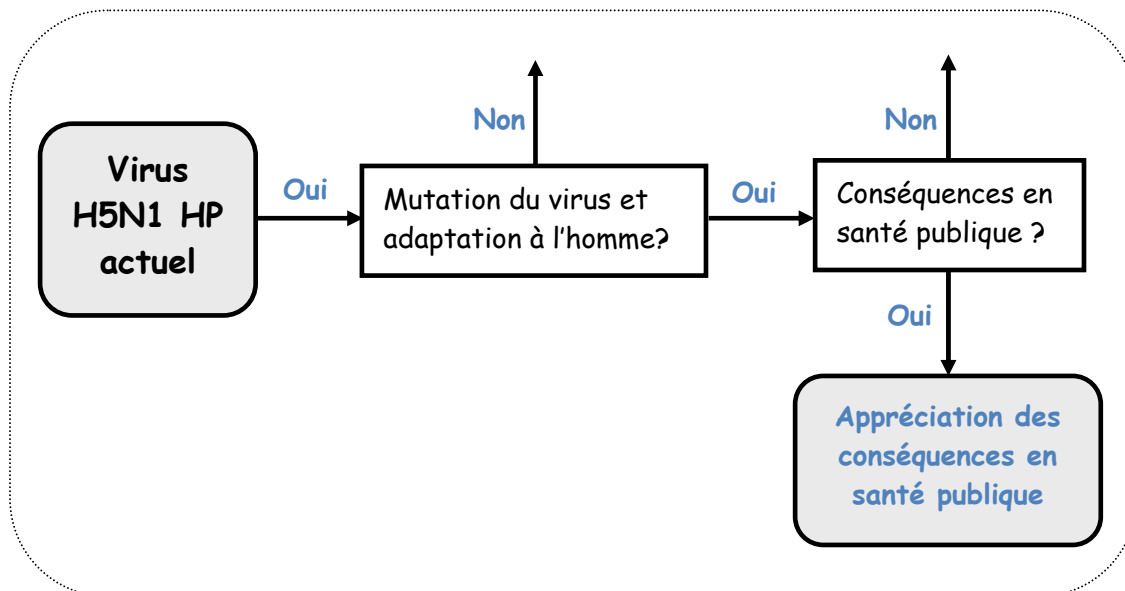 Virus
H5N1 HP
actuel
Oui
Non
Mutation du virus et
adaptation à l'homme?
Oui
Non
Conséquences en
santé publique ?
Oui
Appréciation des
conséquences en
santé publique